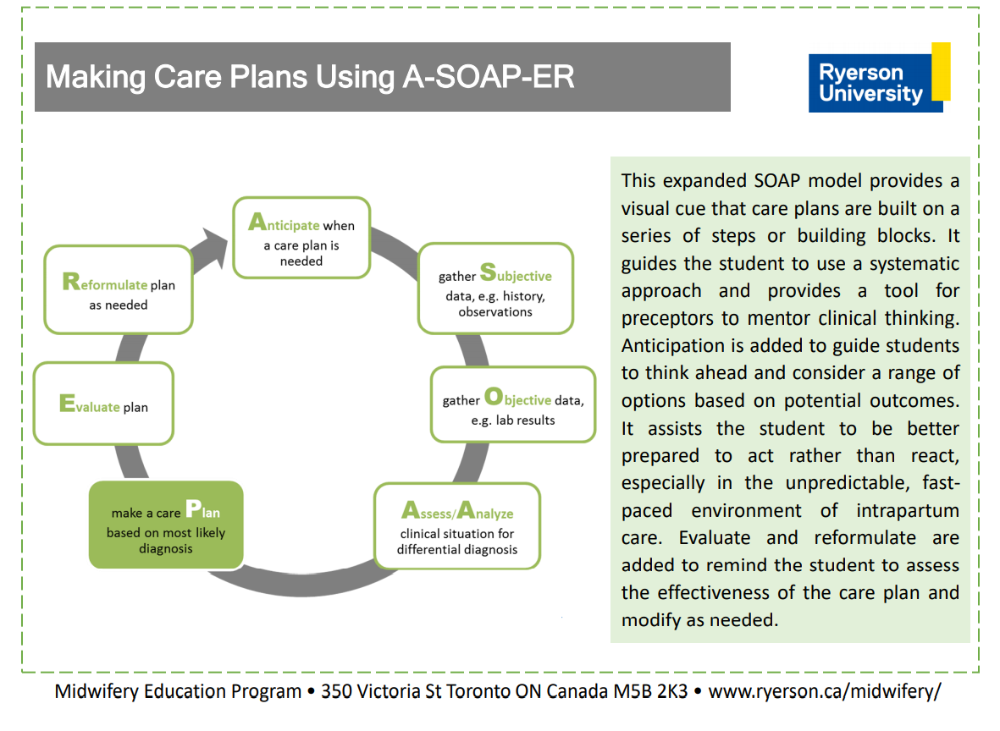 Making Care Plans Using A-SOAP-ER
Ryerson
University
Anticipate when
a care plan is
needed
gather Subjective
data, e.g. history,
observations
gather Objective data,
e.g. lab results
Assess/Analyze
clinical situation for
differential diagnosis
make a care Plan
based on most likely
diagnosis
Evaluate plan
Reformulate plan
as needed
This expanded SOAP model provides a
visual cue that care plans are built on a
series of steps or building blocks. It
guides the student to use a systematic
approach and provides a tool for
preceptors to mentor clinical thinking.
Anticipation is added to guide students
to think ahead and consider a range of
options based on potential outcomes.
It assists the student to be better
prepared to act rather than react,
especially in the unpredictable, fast-
paced environment of intrapartum
care. Evaluate and reformulate are
added to remind the student to assess
the effectiveness of the care plan and
modify as needed.
Midwifery Education Program • 350 Victoria St Toronto ON Canada M5B 2K3 • www.ryerson.ca/midwifery/